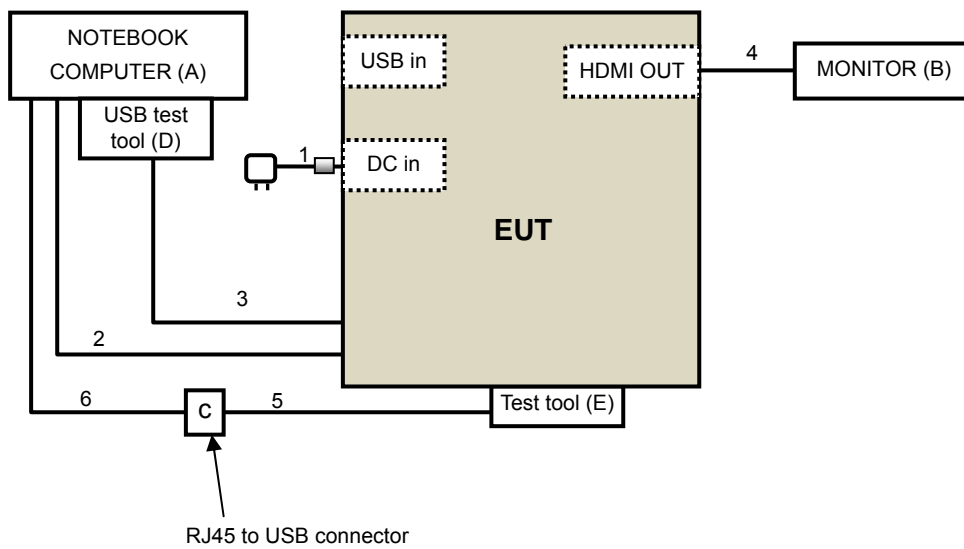 NOTEBOOK
COMPUTER (A)
USB test
tool (D)
USB in
HDMI OUT
4
MONITOR (B)
1
DC in
EUT
3
2
6
C
5
Test tool (E)
RJ45 to USB connector